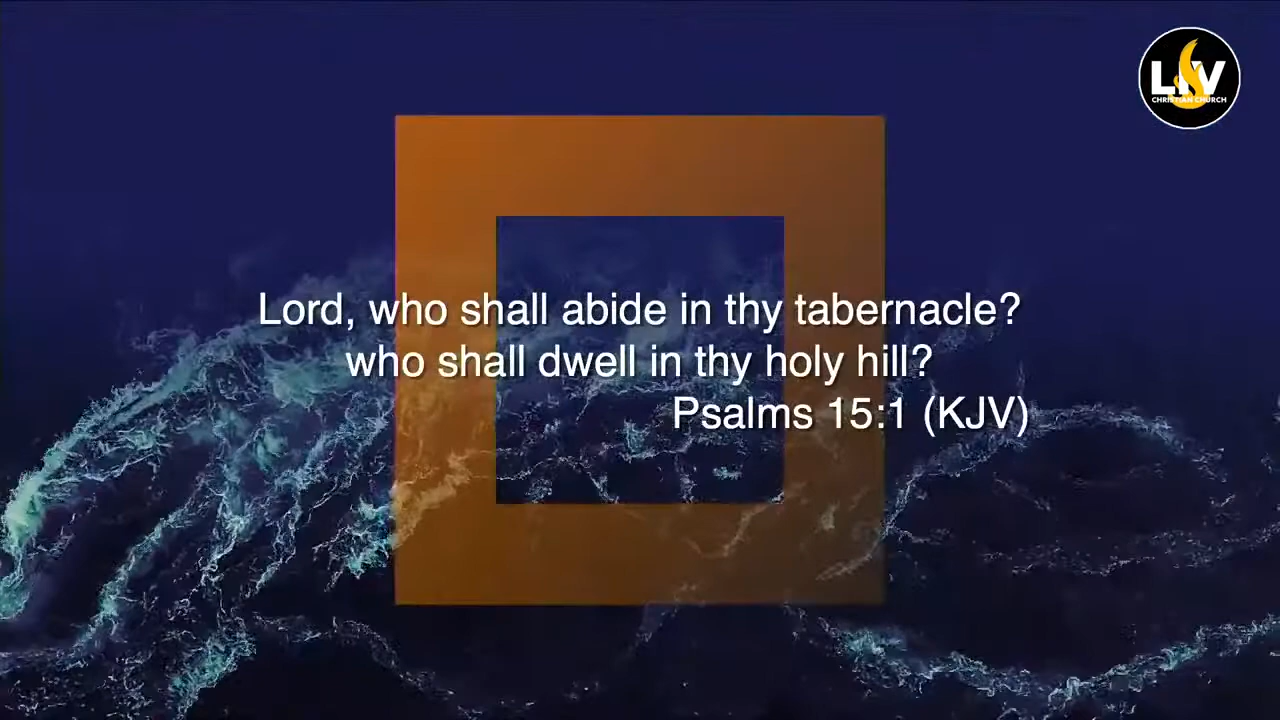 LIV
CHRISTIAN CHURCH
Lord, who shall abide in thy tabernacle?
who shall dwell in thy holy hill?
Psalms 15:1 (KJV)